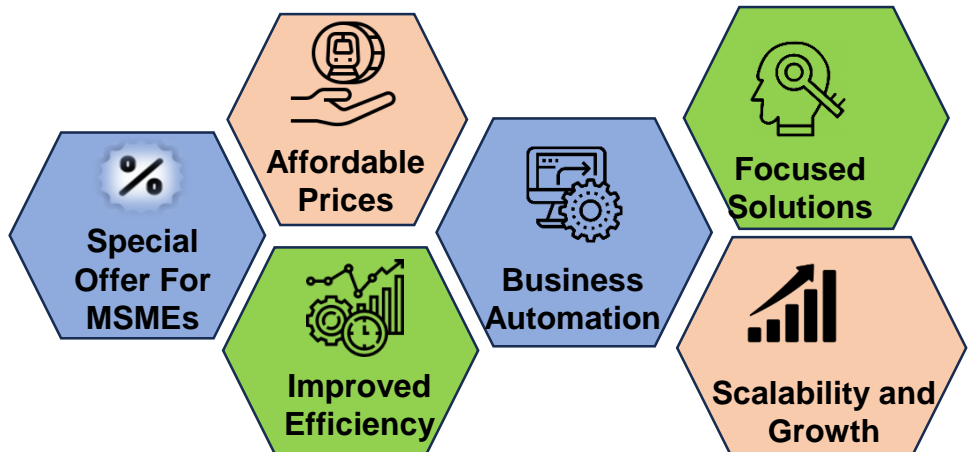 Special
Offer For
MSMEs
Affordable
Prices
Improved
Efficiency
Business
Automation
Focused
Solutions
Scalability and
Growth